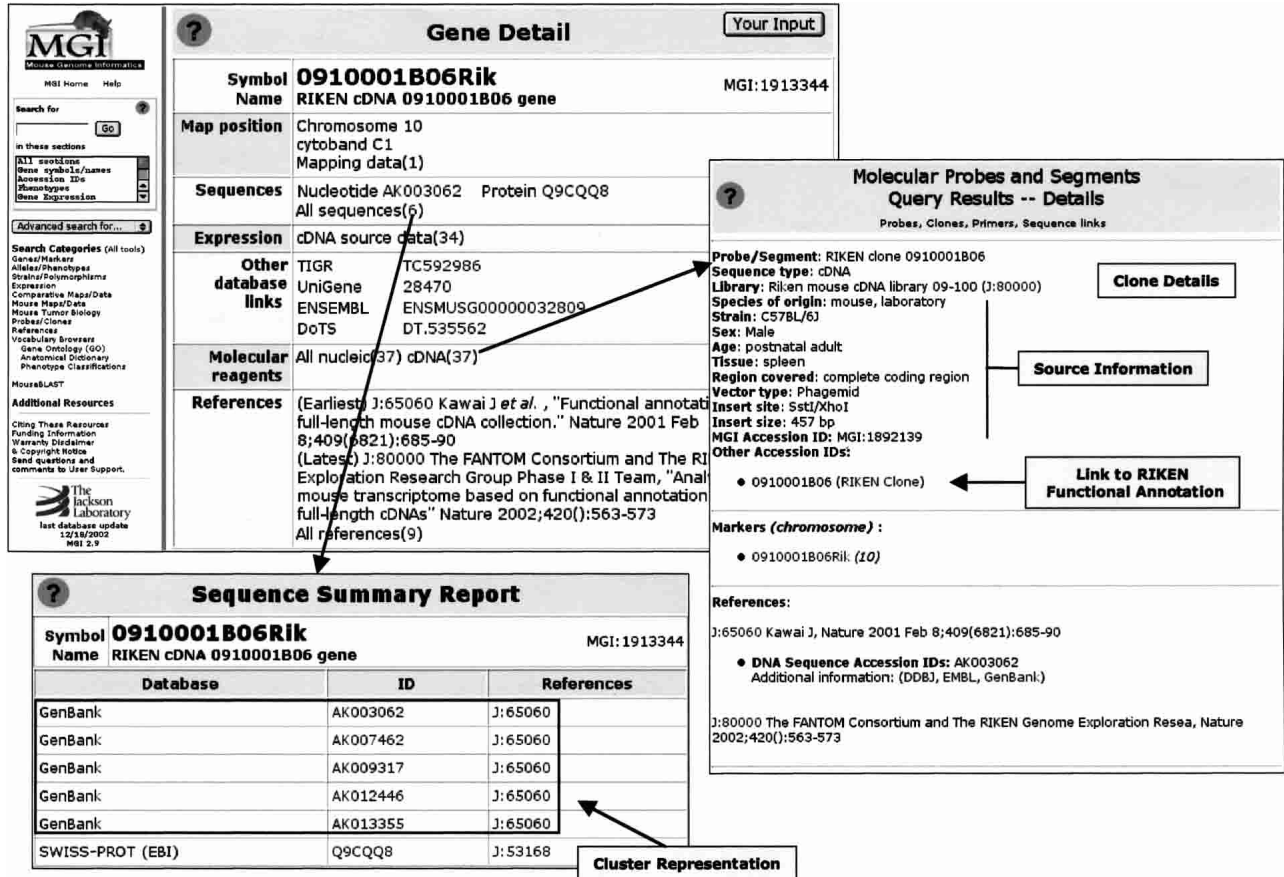 MGI
Mouse Genome Informatics
MGI Home Help
Search for
?
Go
in these sections
All sections
Gene symbols/names
Accession IDs
Phenotypes
Gene Expression
Advanced search for...
Search Categories (All tools)
Genes/Markers
Alleles/Phenotypes
Strains/Polymorphisms
Expression
Comparative Maps/Data
Mouse Maps/Data
Mouse Tumor Biology
Probes/Clones
References
Vocabulary Browsers
Gene Ontology (GO)
Anatomical Dictionary
Phenotype Classifications
MouseBLAST
Additional Resources
Citing These Resources
Funding Information
Warranty Disclaimer
& Copyright Notice
Send questions and
comments to User Support.
The
Jackson
Laboratory
last database update
12/18/2002
MGI 2.9
?
Gene Detail
Your Input
Symbol 0910001B06Rik MGI:1913344
Name RIKEN cDNA 0910001B06 gene
Map position Chromosome 10
cytoband C1
Mapping data(1)
Sequences Nucleotide AK003062 Protein Q9CQQ8
All sequences(6)
Expression cDNA source data(34)
Other database links TIGR TC592986
UniGene 28470
ENSEMBL ENSMUSG00000032809
DoTS DT.535562
Molecular reagents All nucleic(37) cDNA(37)
References (Earliest) J:65060 Kawai J et al. , "Functional annotati
full-length mouse cDNA collection." Nature 2001 Feb
8;409(6821):685-90
(Latest) J:80000 The FANTOM Consortium and The RI
Exploration Research Group Phase I & II Team, "Anal
mouse transcriptome based on functional annotation
full-length cDNAs" Nature 2002;420():563-573
All references(9)
?
Molecular Probes and Segments
Query Results -- Details
Probes, Clones, Primers, Sequence links
Probe/Segment: RIKEN clone 0910001B06
Sequence type: cDNA
Library: Riken mouse cDNA library 09-100 (J:80000)
Species of origin: mouse, laboratory
Strain: C57BL/6J
Sex: Male
Age: postnatal adult
Tissue: spleen
Region covered: complete coding region
Vector type: Phagemid
Insert site: SstI/XhoI
Insert size: 457 bp
MGI Accession ID: MGI:1892139
Other Accession IDs:
● 0910001B06 (RIKEN Clone)
Clone Details
Source Information
Link to RIKEN
Functional Annotation
Markers (chromosome) :
● 0910001B06Rik (10)
References:
J:65060 Kawai J, Nature 2001 Feb 8;409(6821):685-90
● DNA Sequence Accession IDs: AK003062
Additional information: (DDBJ, EMBL, GenBank)
J:80000 The FANTOM Consortium and The RIKEN Genome Exploration Resea, Nature
2002;420():563-573
?
Sequence Summary Report
Symbol 0910001B06Rik MGI:1913344
Name RIKEN cDNA 0910001B06 gene
Database ID References
GenBank AK003062 J:65060
GenBank AK007462 J:65060
GenBank AK009317 J:65060
GenBank AK012446 J:65060
GenBank AK013355 J:65060
SWISS-PROT (EBI) Q9CQQ8 J:53168
Cluster Representation